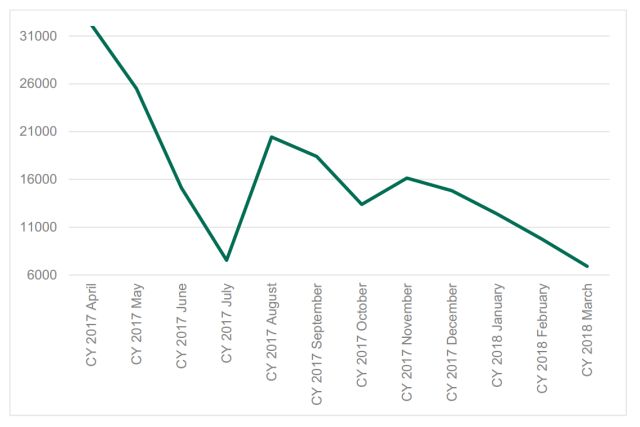 31000
26000
21000
16000
11000
6000
CY 2017 April
CY 2017 May
CY 2017 June
CY 2017 July
CY 2017 August
CY 2017 September
CY 2017 October
CY 2017 November
CY 2017 December
CY 2018 January
CY 2018 February
CY 2018 March